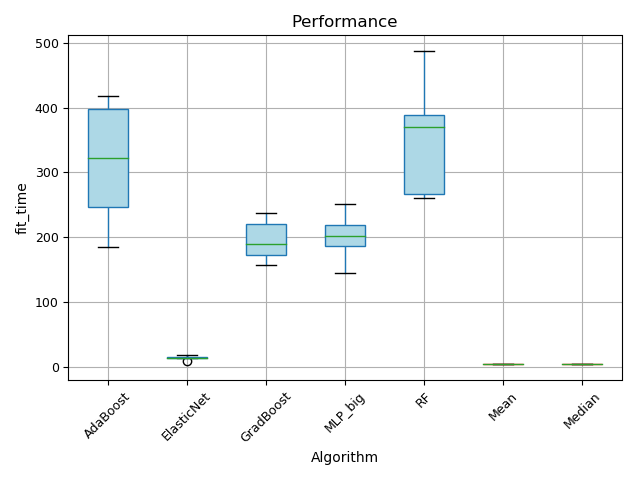 Performance
fit_time
500
400
300
200
100
0
AdaBoost
ElasticNet
GradBoost
MLP_big
RF
Mean
Median
Algorithm